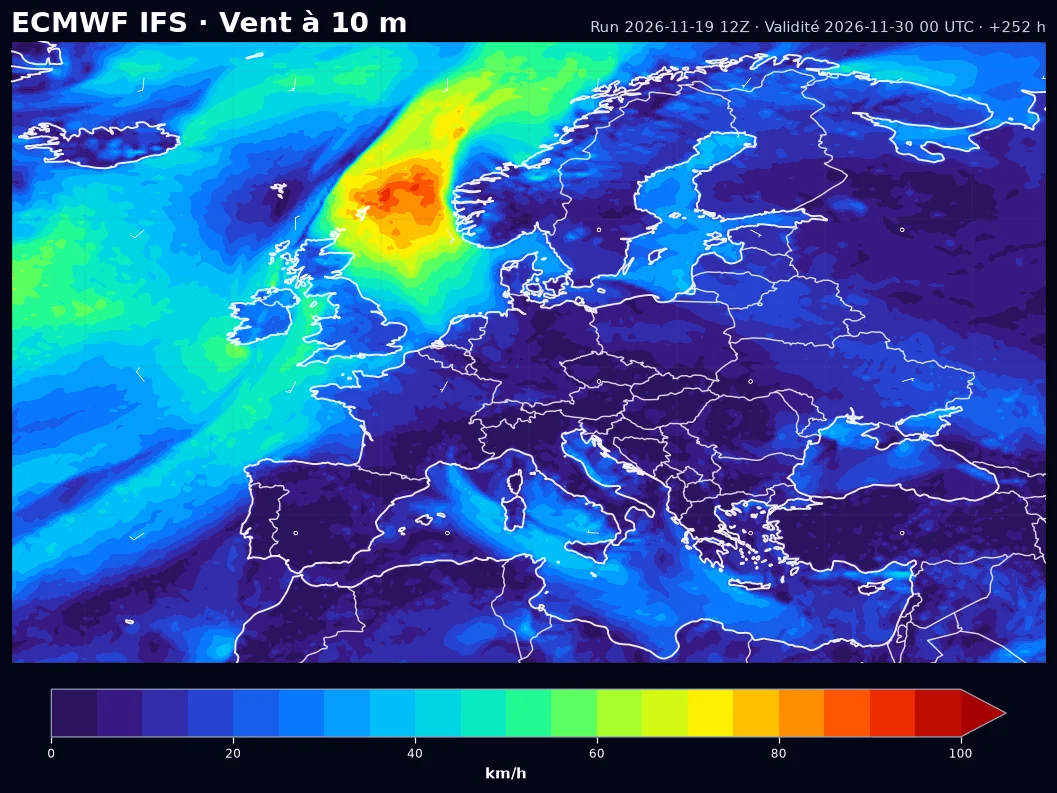 ECMWF IFS · Vent à 10 m
Run 2026-11-19 12Z · Validité 2026-11-30 00 UTC · +252 h
0 20 40 60 80 100
km/h